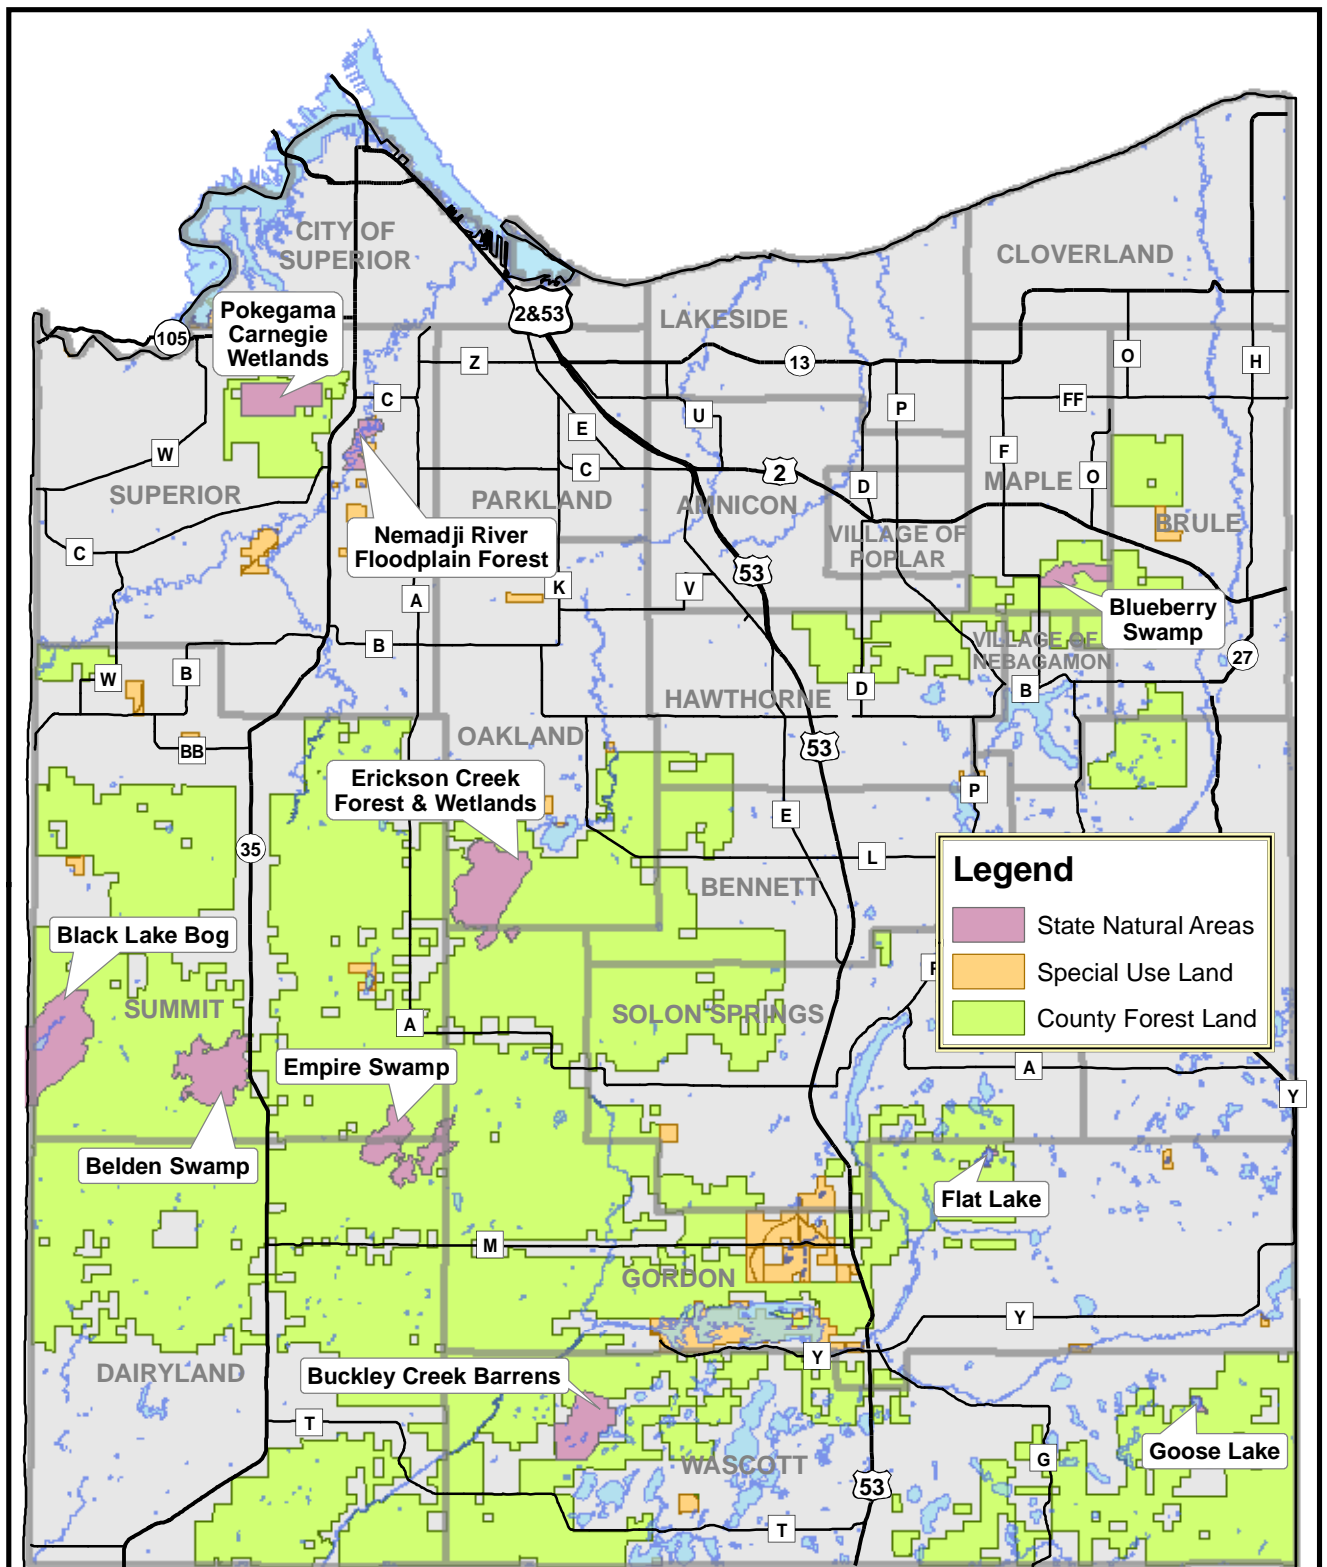 CITY OF
SUPERIOR
CLOVERLAND
Pokegama
Carnegie
Wetlands
2&53
LAKESIDE
105
13
Z
O
H
C
P
FF
U
E
W
F
C
2
O
D
SUPERIOR
PARKLAND
AMNICON
MAPLE
BRULE
Nemadji River
Floodplain Forest
VILLAGE OF
POPLAR
C
53
A
K
V
Blueberry
Swamp
B
VILLAGE OF
NEBAGAMON
27
W
B
D
B
HAWTHORNE
OAKLAND
BB
53
Erickson Creek
Forest & Wetlands
P
E
35
L
BENNETT
Legend
State Natural Areas
Special Use Land
County Forest Land
Black Lake Bog
SUMMIT
SOLON SPRINGS
A
Empire Swamp
A
Y
Belden Swamp
Flat Lake
M
GORDON
Y
Y
DAIRYLAND
Buckley Creek Barrens
T
Goose Lake
G
WASCOTT
53
T